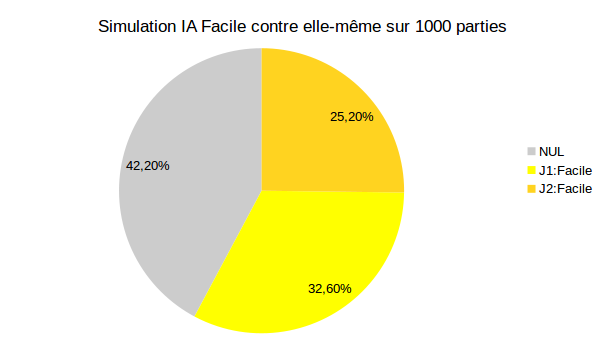 Simulation IA Facile contre elle-même sur 1000 parties
25,20%
42,20%
32,60%
NUL
J1:Facile
J2:Facile